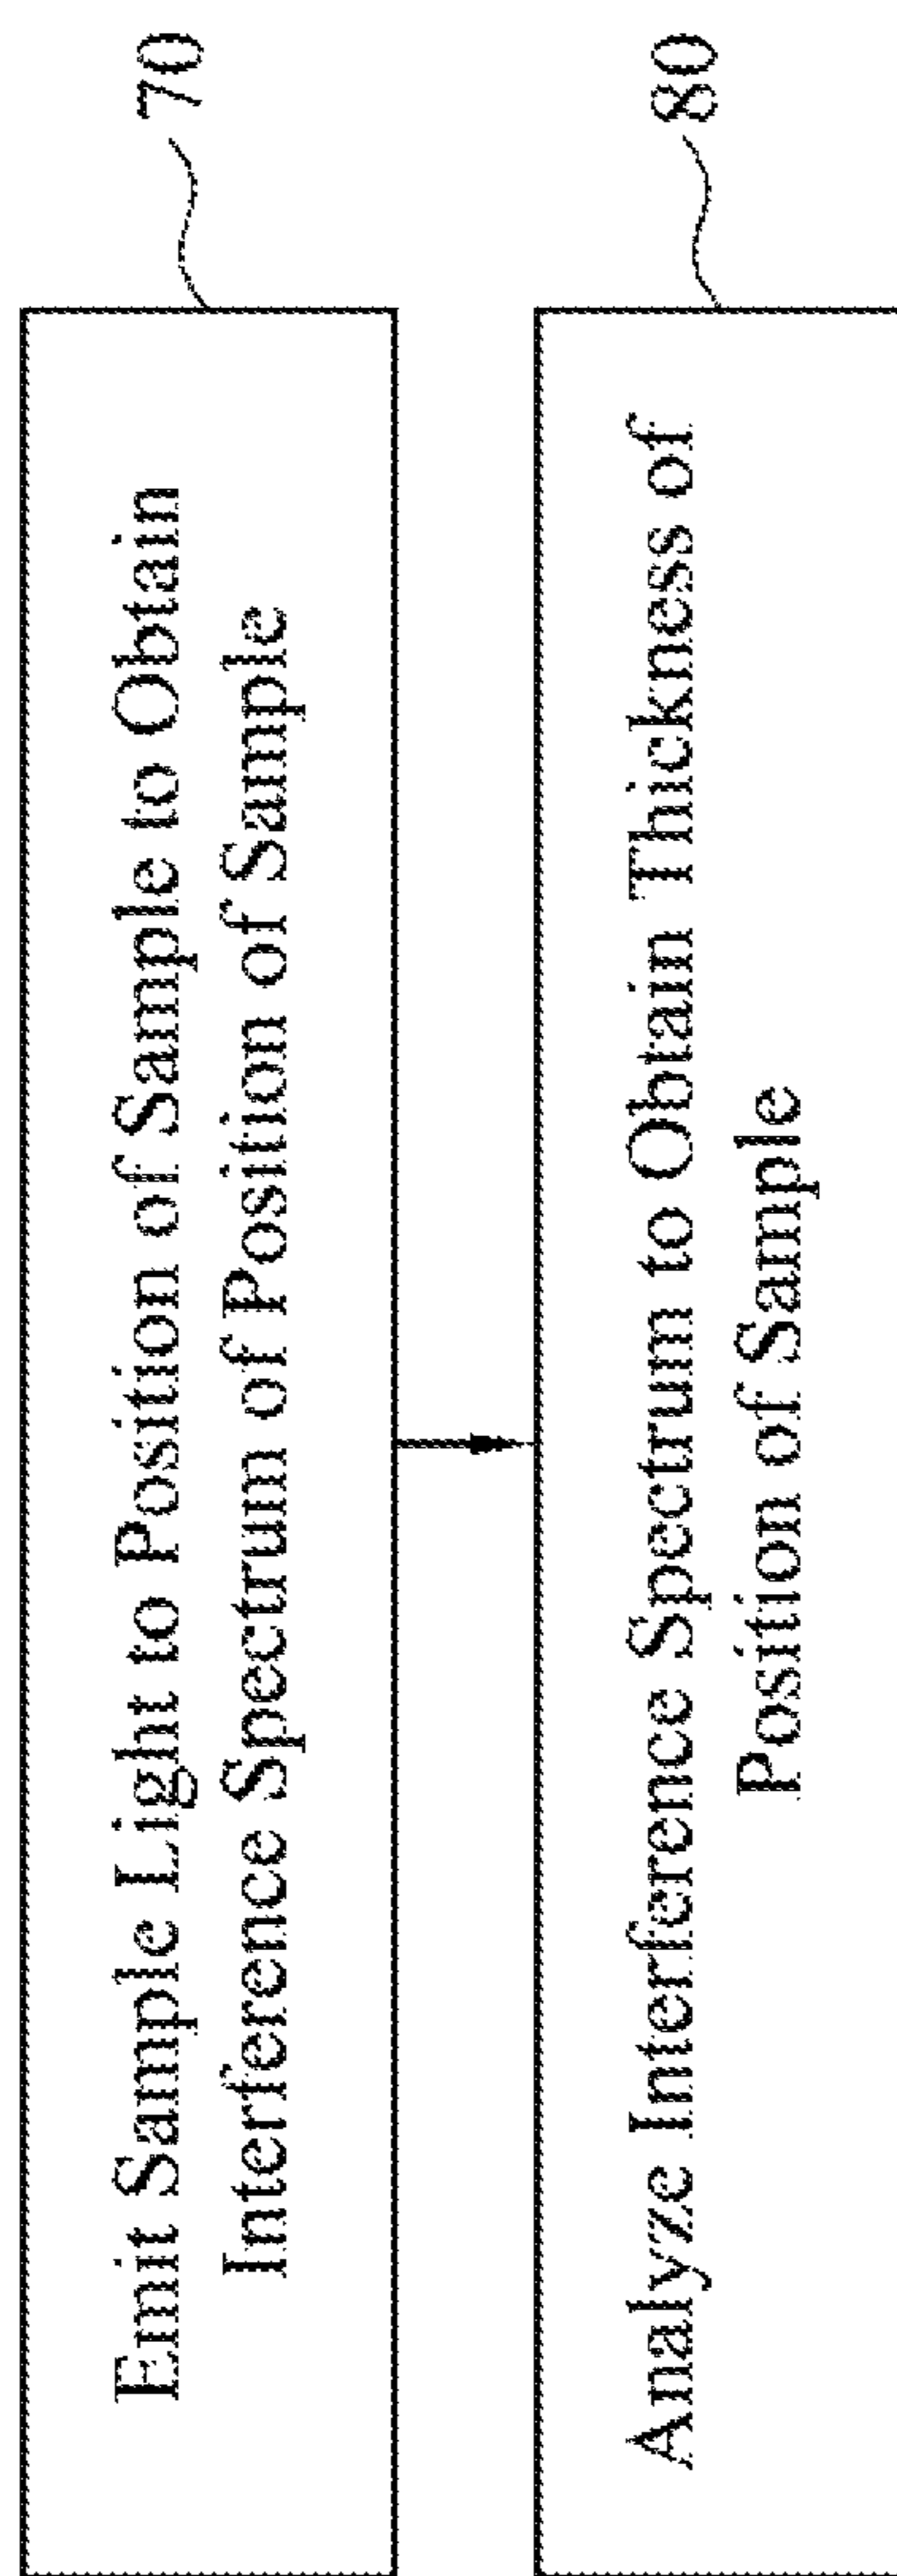 Emit Sample Light to Position of Sample to Obtain
Interference Spectrum of Position of Sample
70
Analyze Interference Spectrum to Obtain Thickness of
Position of Sample
80